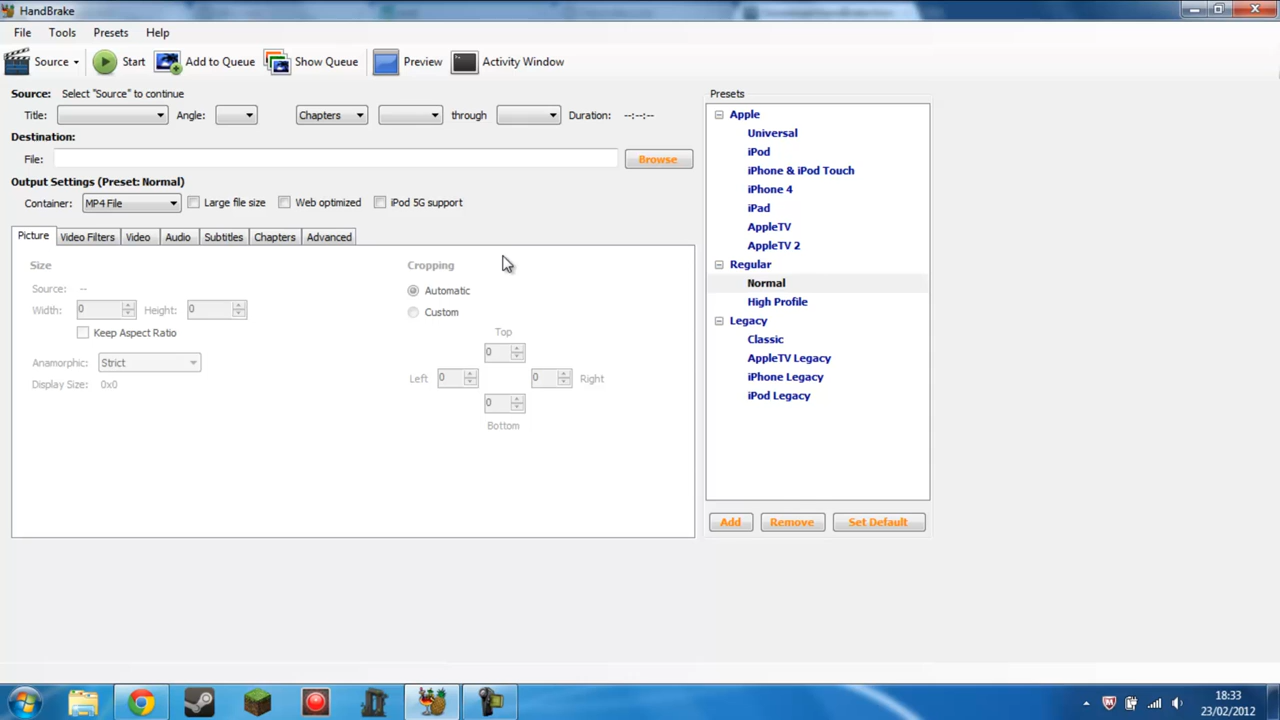 HandBrake
File Tools Presets Help
Source Start Add to Queue Show Queue Preview Activity Window
Source: Select "Source" to continue
Title: Angle: Chapters through Duration: --:--:--
Destination:
File: Browse
Output Settings (Preset: Normal)
Container: MP4 File Large file size Web optimized iPod 5G support
Picture Video Filters Video Audio Subtitles Chapters Advanced
Size
Source: --
Width: 0 Height: 0
Keep Aspect Ratio
Anamorphic: Strict
Display Size: 0x0
Cropping
Automatic
Custom
Top
0
Left 0 0 Right
0
Bottom
Presets
Apple
Universal
iPod
iPhone & iPod Touch
iPhone 4
iPad
AppleTV
AppleTV 2
Regular
Normal
High Profile
Legacy
Classic
AppleTV Legacy
iPhone Legacy
iPod Legacy
Add Remove Set Default
18:33
23/02/2012